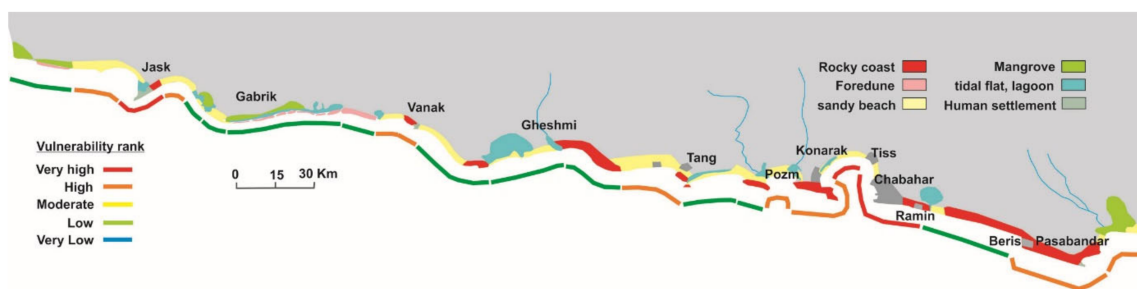 Jask
Gabrik
Vanak
Gheshmi
Tang
Pozm
Konarak
Tiss
Chabahar
Ramin
Beris
Pasabandar
Rocky coast
Foredune
sandy beach
Mangrove
tidal flat, lagoon
Human settlement
Vulnerability rank
Very high
High
Moderate
Low
Very Low
0 15 30 Km